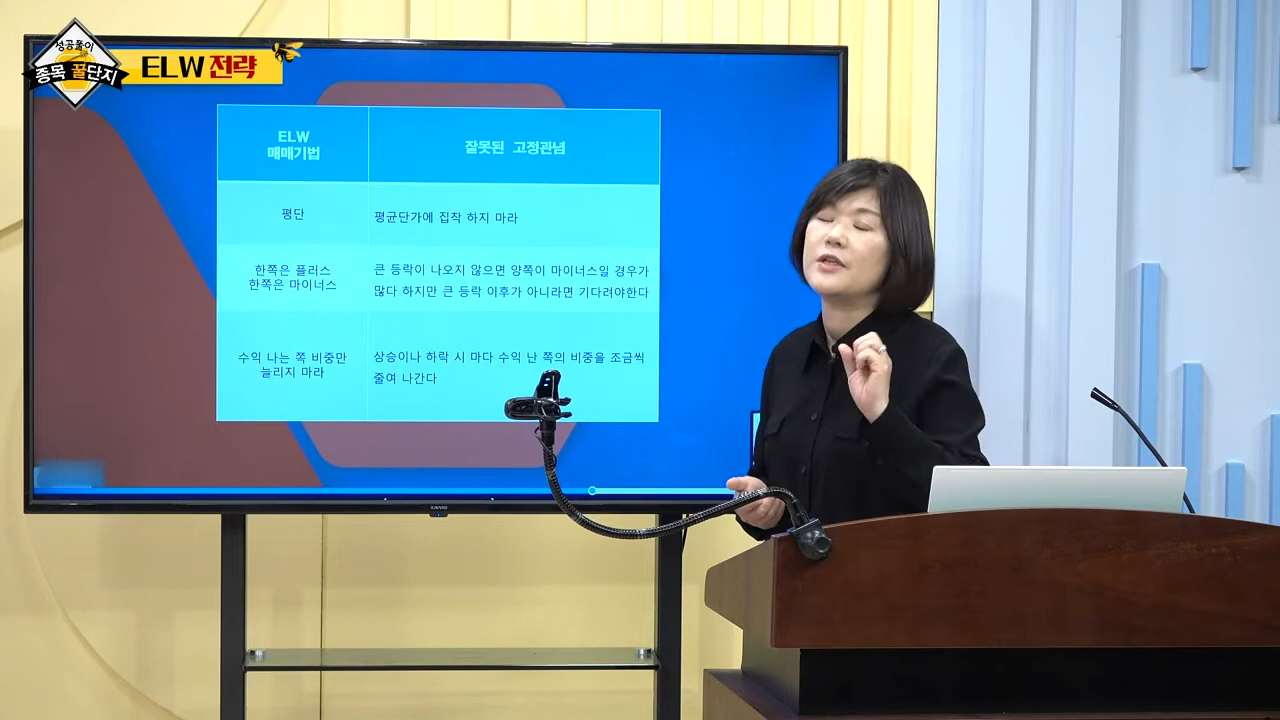 성공풀이
종목 꿀단지
ELW전략
ELW
매매기법
잘못된 고정관념
평단
평균단가에 집착 하지 마라
한쪽은 플러스
한쪽은 마이너스
큰 등락이 나오지 않으면 양쪽이 마이너스일 경우가
많다 하지만 큰 등락 이후가 아니라면 기다려야한다
수익 나는 쪽 비중만
늘리지 마라
상승이나 하락 시 마다 수익 난 쪽의 비중을 조금씩
줄여 나간다